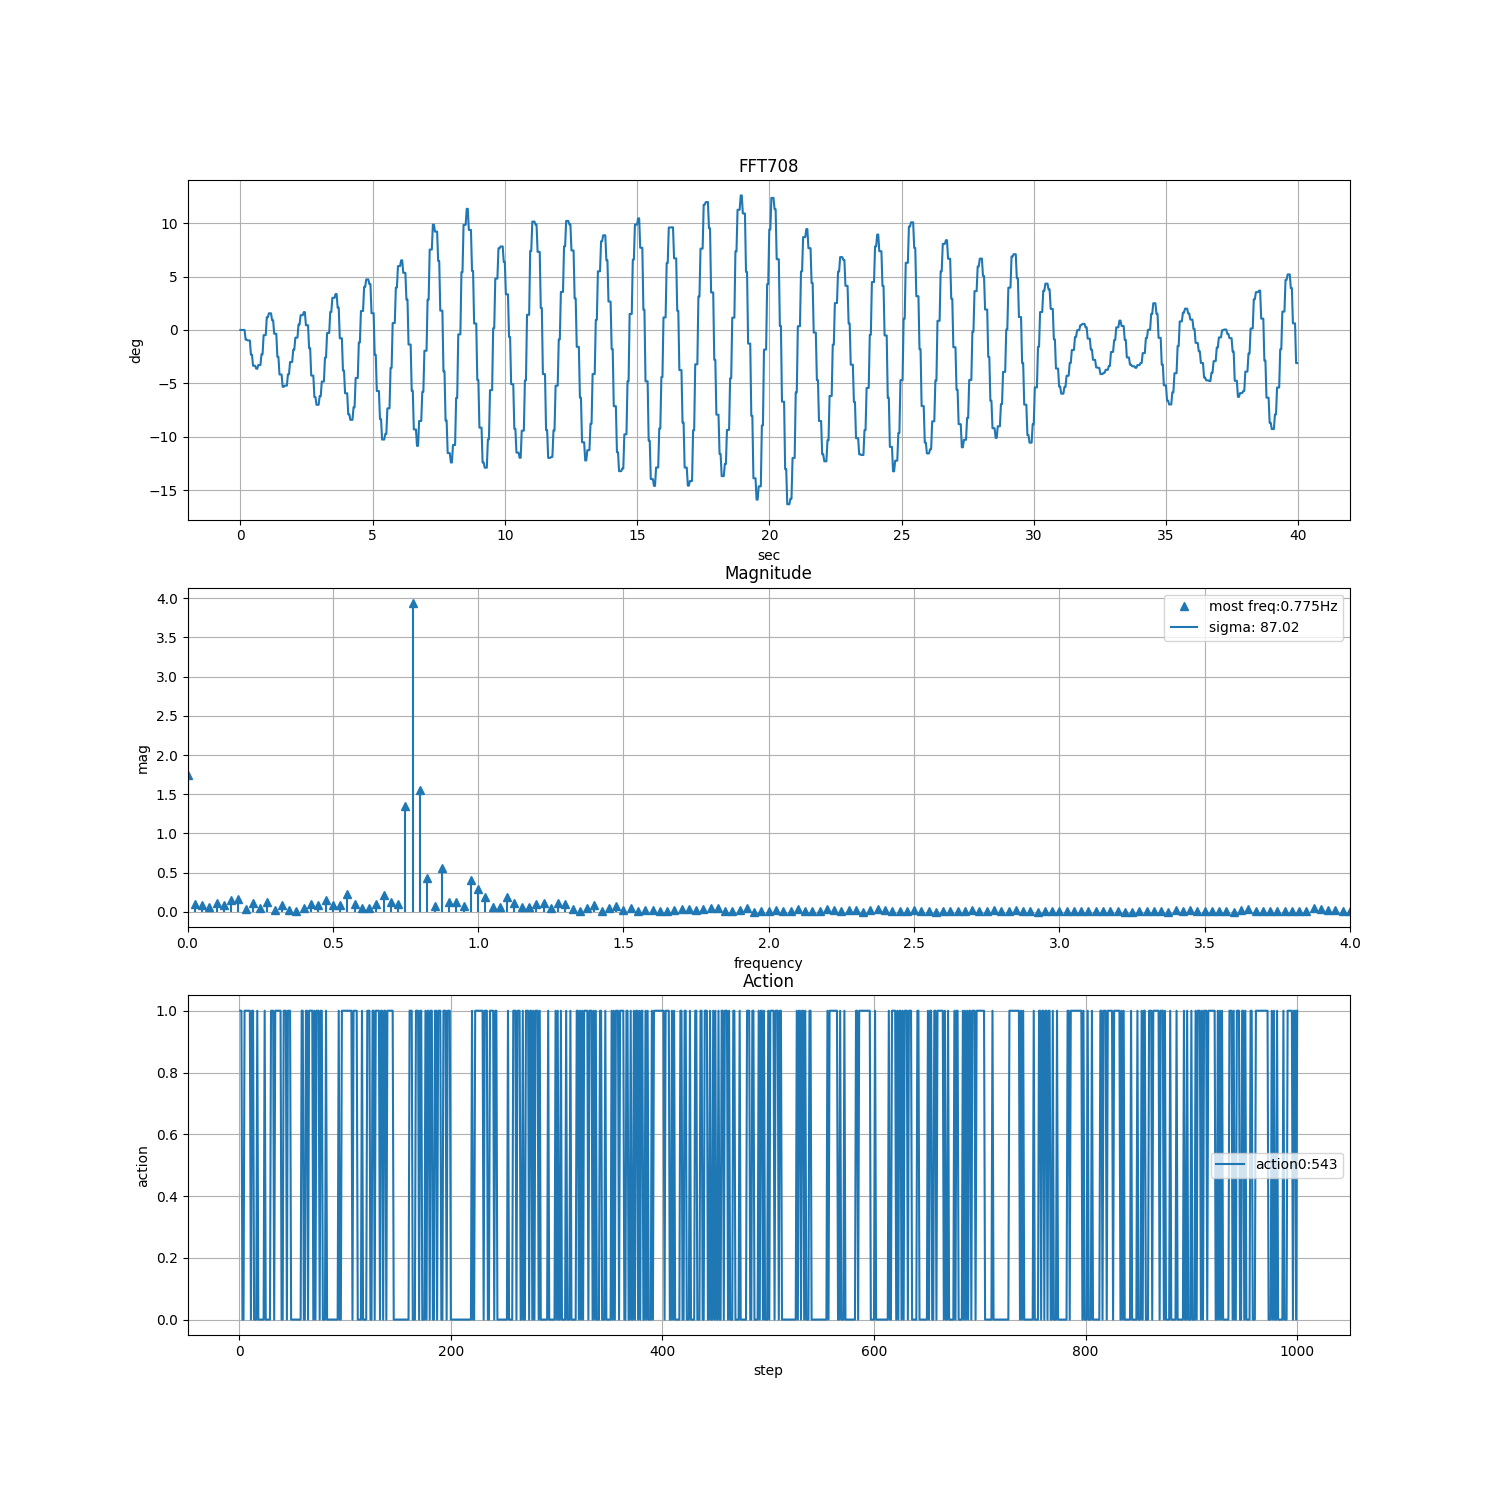 FFT708
10
5
0
−5
−10
−15
deg
0 5 10 15 20 25 30 35 40
sec
Magnitude
4.0
3.5
3.0
2.5
2.0
1.5
1.0
0.5
0.0
mag
most freq:0.775Hz
sigma: 87.02
0.0 0.5 1.0 1.5 2.0 2.5 3.0 3.5 4.0
frequency
Action
1.0
0.8
0.6
0.4
0.2
0.0
action
action0:543
0 200 400 600 800 1000
step